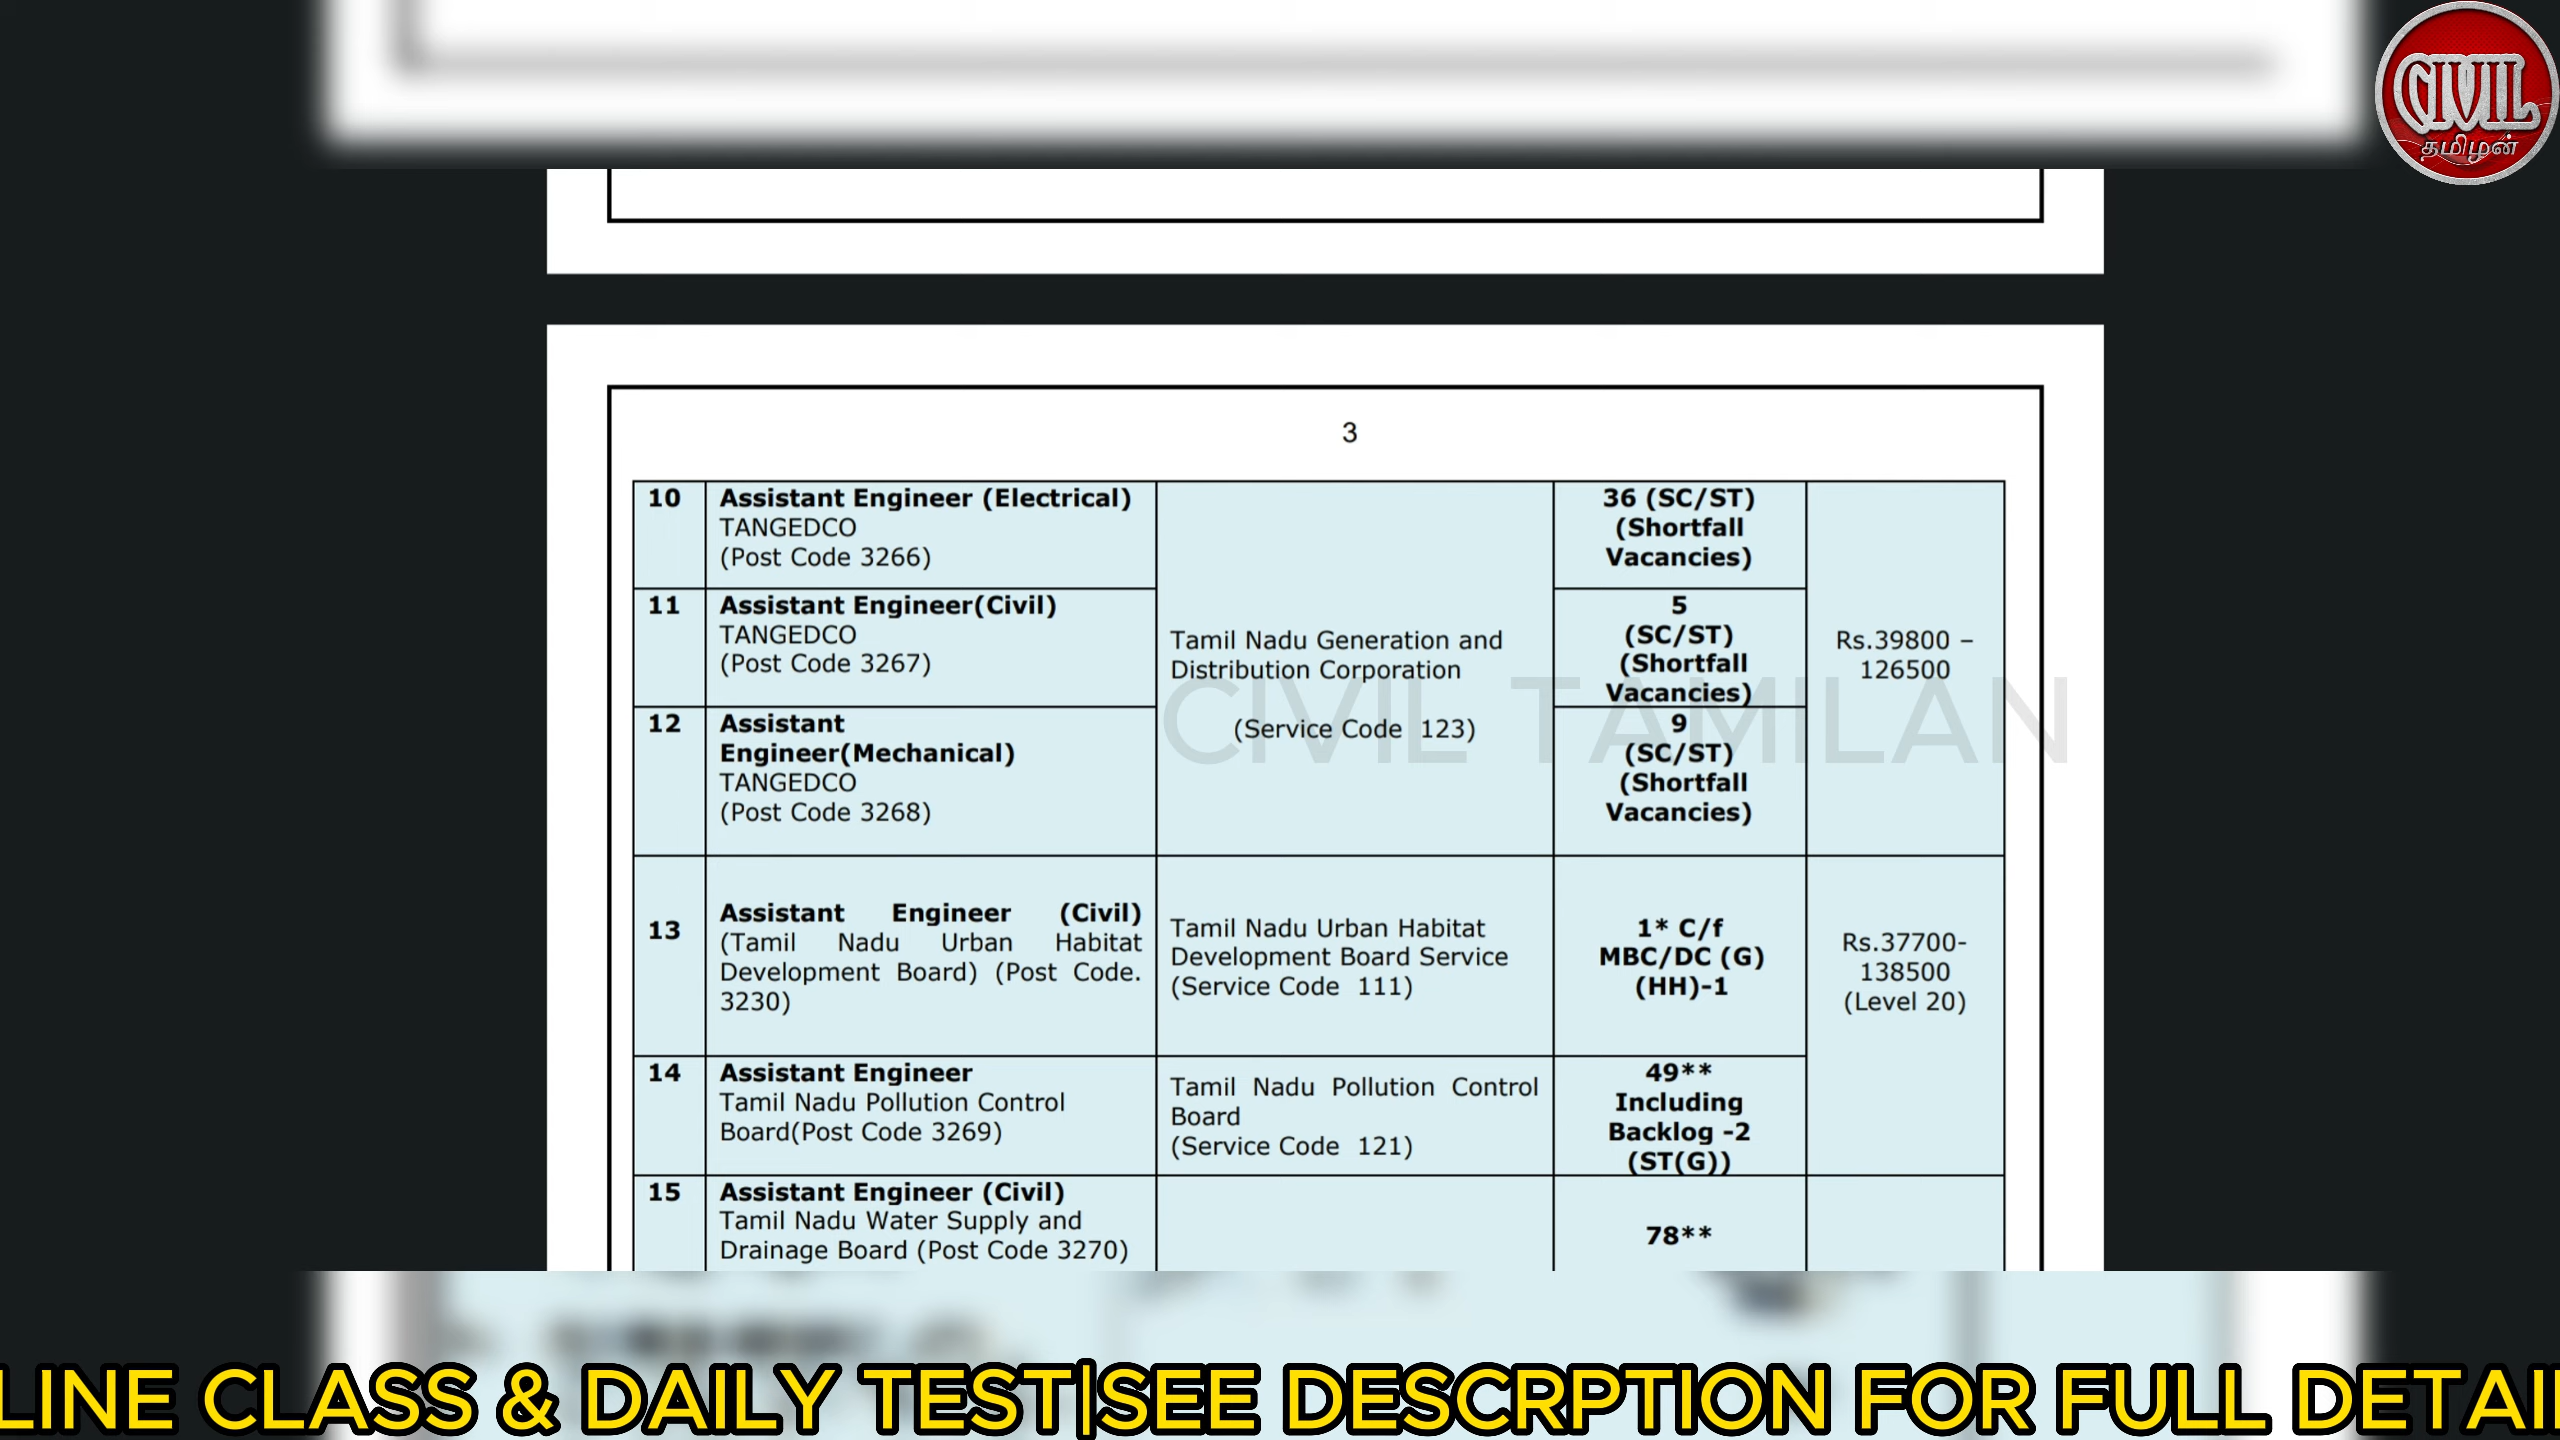 CIVIL
தமிழன்
3
10
Assistant Engineer (Electrical)
TANGEDCO
(Post Code 3266)
36 (SC/ST)
(Shortfall
Vacancies)
11
Assistant Engineer(Civil)
TANGEDCO
(Post Code 3267)
5
(SC/ST)
(Shortfall
Vacancies)
12
Assistant
Engineer(Mechanical)
TANGEDCO
(Post Code 3268)
9
(SC/ST)
(Shortfall
Vacancies)
Tamil Nadu Generation and
Distribution Corporation
(Service Code 123)
Rs.39800 –
126500
CIVIL TAMILAN
13
Assistant Engineer (Civil)
(Tamil Nadu Urban Habitat
Development Board) (Post Code.
3230)
Tamil Nadu Urban Habitat
Development Board Service
(Service Code 111)
1* C/f
MBC/DC (G)
(HH)-1
Rs.37700-
138500
(Level 20)
14
Assistant Engineer
Tamil Nadu Pollution Control
Board(Post Code 3269)
Tamil Nadu Pollution Control
Board
(Service Code 121)
49**
Including
Backlog -2
(ST(G))
15
Assistant Engineer (Civil)
Tamil Nadu Water Supply and
Drainage Board (Post Code 3270)
78**
LINE CLASS & DAILY TEST|SEE DESCRPTION FOR FULL DETAI